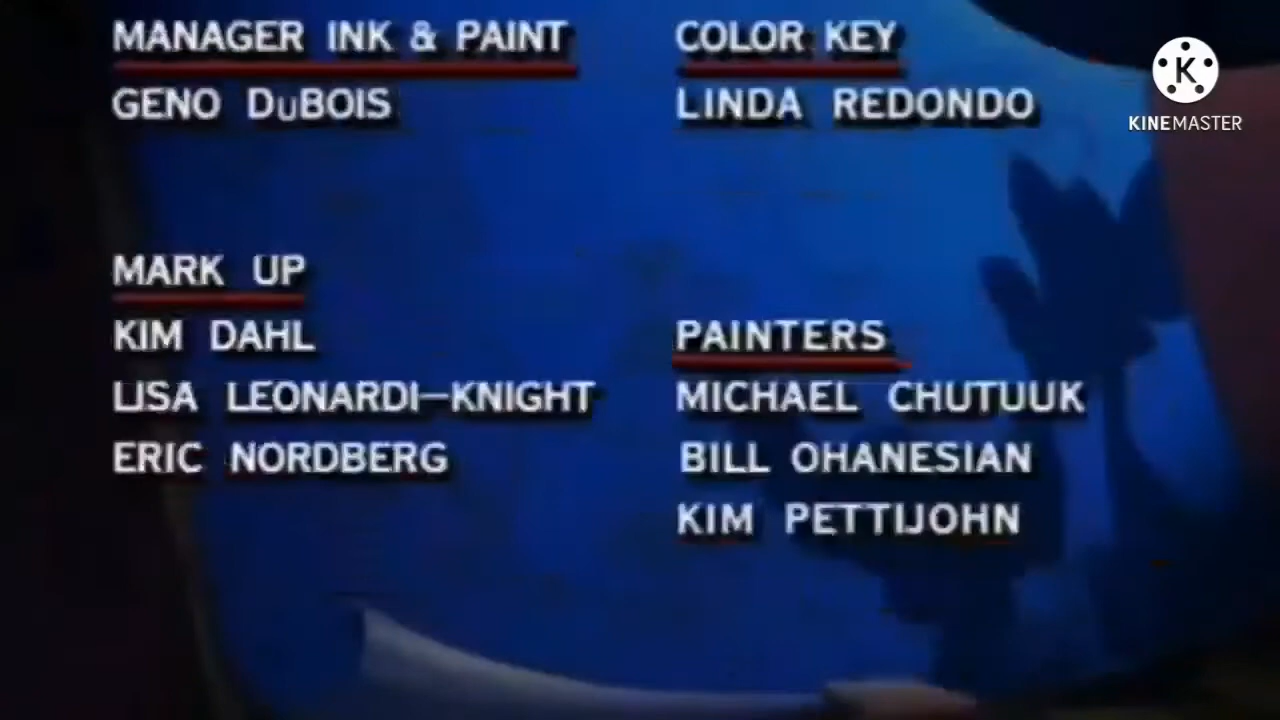 MANAGER INK & PAINT
GENO DuBOIS
COLOR KEY
LINDA REDONDO
K
KINEMASTER
MARK UP
KIM DAHL
LISA LEONARDI-KNIGHT
ERIC NORDBERG
PAINTERS
MICHAEL CHUTUUK
BILL OHANESIAN
KIM PETTIJOHN